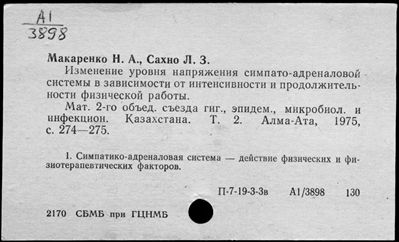 А1
3898
Макаренко Н. А., Сахно Л. З.
Изменение уровня напряжения симпато-адреналовой
системы в зависимости от интенсивности и продолжитель-
ности физической работы.
Мат. 2-го объед. съезда гиг., эпидем., микробиол. и
инфекцион. Казахстана. Т. 2. Алма-Ата, 1975,
с. 274—275.
1. Симпатико-адреналовая система — действие физических и фи-
зиотерапевтических факторов.
П-7-19-3-3в А1/3898 130
2170 СБМБ при ГЦНМБ